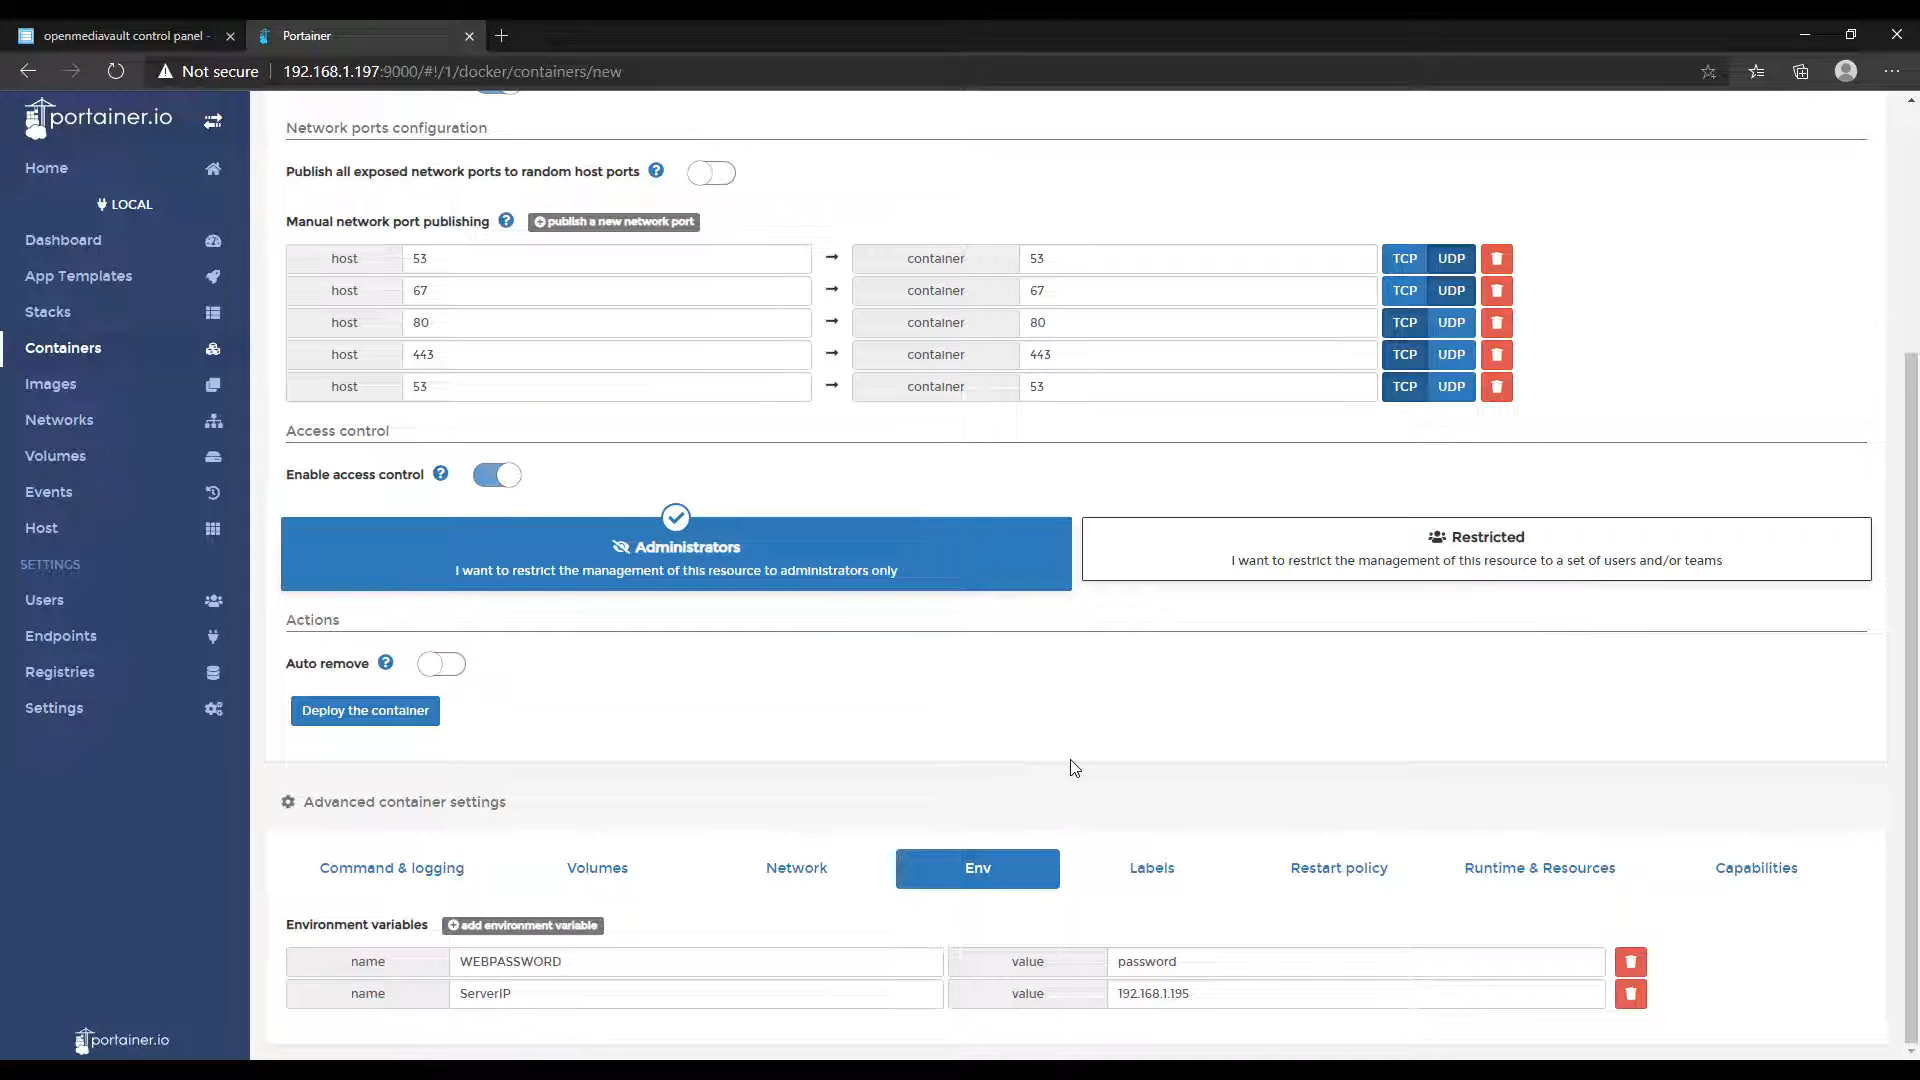 openmediavault control panel -
Portainer
Not secure
192.168.1.197:9000/#!/1/docker/containers/new
portainer.io
Home
LOCAL
Dashboard
App Templates
Stacks
Containers
Images
Networks
Volumes
Events
Host
SETTINGS
Users
Endpoints
Registries
Settings
portainer.io
Network ports configuration
Publish all exposed network ports to random host ports
Manual network port publishing publish a new network port
host 53 → container 53 TCP UDP
host 67 → container 67 TCP UDP
host 80 → container 80 TCP UDP
host 443 → container 443 TCP UDP
host 53 → container 53 TCP UDP
Access control
Enable access control
Administrators
I want to restrict the management of this resource to administrators only
Restricted
I want to restrict the management of this resource to a set of users and/or teams
Actions
Auto remove
Deploy the container
Advanced container settings
Command & logging Volumes Network Env Labels Restart policy Runtime & Resources Capabilities
Environment variables add environment variable
name WEBPASSWORD value password
name ServerIP value 192.168.1.195